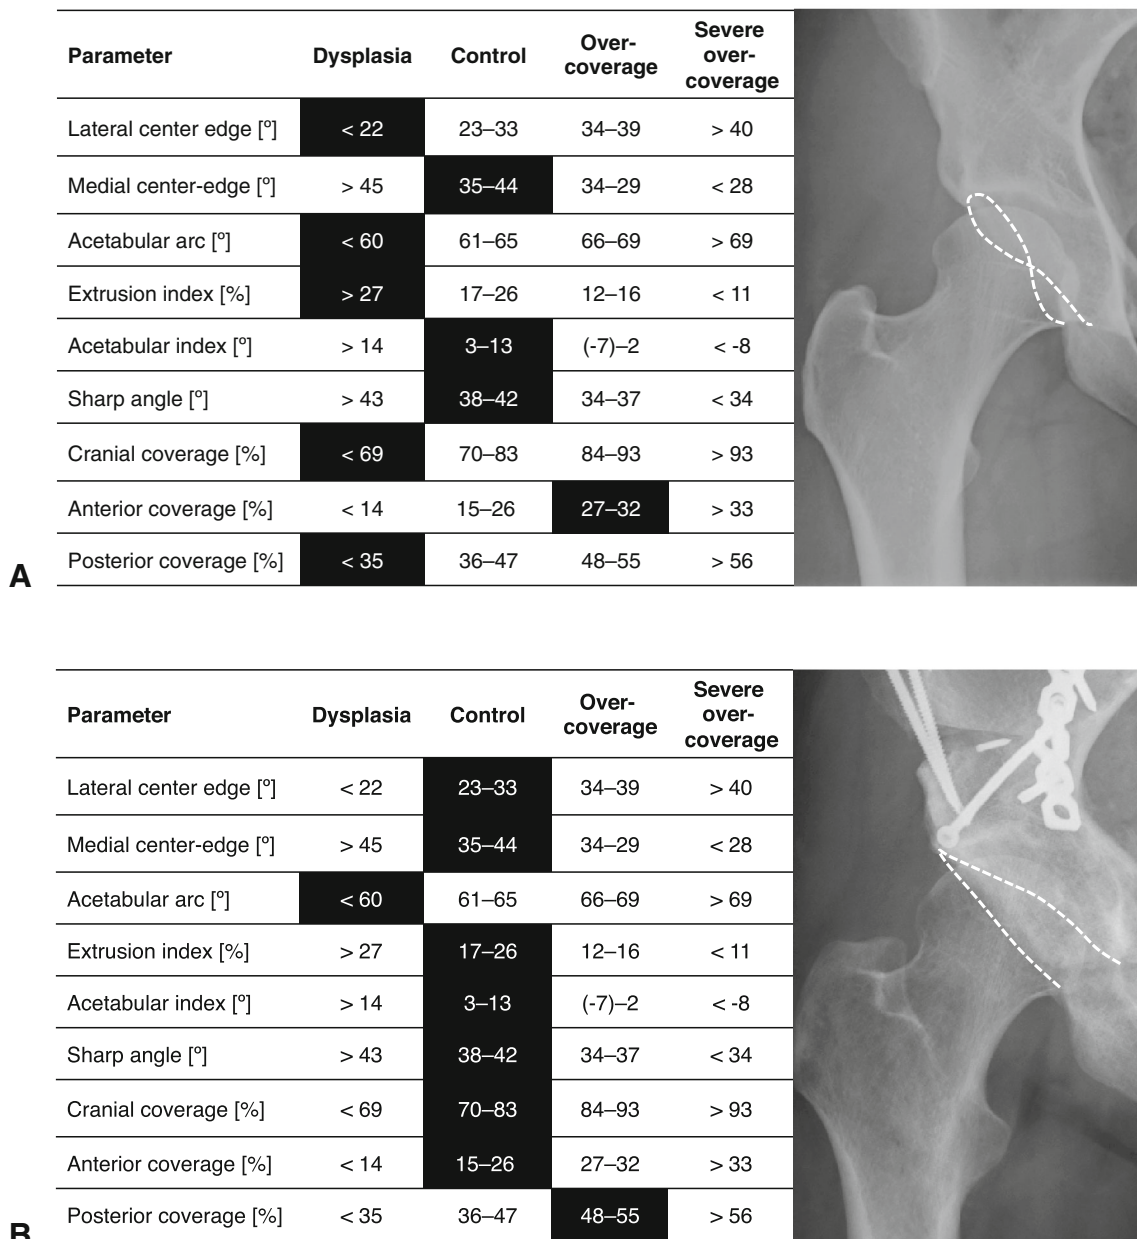 Parameter Dysplasia Control Over-coverage Severe over-coverage
Lateral center edge [º] < 22 23–33 34–39 > 40
Medial center-edge [º] > 45 35–44 34–29 < 28
Acetabular arc [º] < 60 61–65 66–69 > 69
Extrusion index [%] > 27 17–26 12–16 < 11
Acetabular index [º] > 14 3–13 (-7)–2 < -8
Sharp angle [º] > 43 38–42 34–37 < 34
Cranial coverage [%] < 69 70–83 84–93 > 93
Anterior coverage [%] < 14 15–26 27–32 > 33
Posterior coverage [%] < 35 36–47 48–55 > 56
A
Parameter Dysplasia Control Over-coverage Severe over-coverage
Lateral center edge [º] < 22 23–33 34–39 > 40
Medial center-edge [º] > 45 35–44 34–29 < 28
Acetabular arc [º] < 60 61–65 66–69 > 69
Extrusion index [%] > 27 17–26 12–16 < 11
Acetabular index [º] > 14 3–13 (-7)–2 < -8
Sharp angle [º] > 43 38–42 34–37 < 34
Cranial coverage [%] < 69 70–83 84–93 > 93
Anterior coverage [%] < 14 15–26 27–32 > 33
Posterior coverage [%] < 35 36–47 48–55 > 56
B